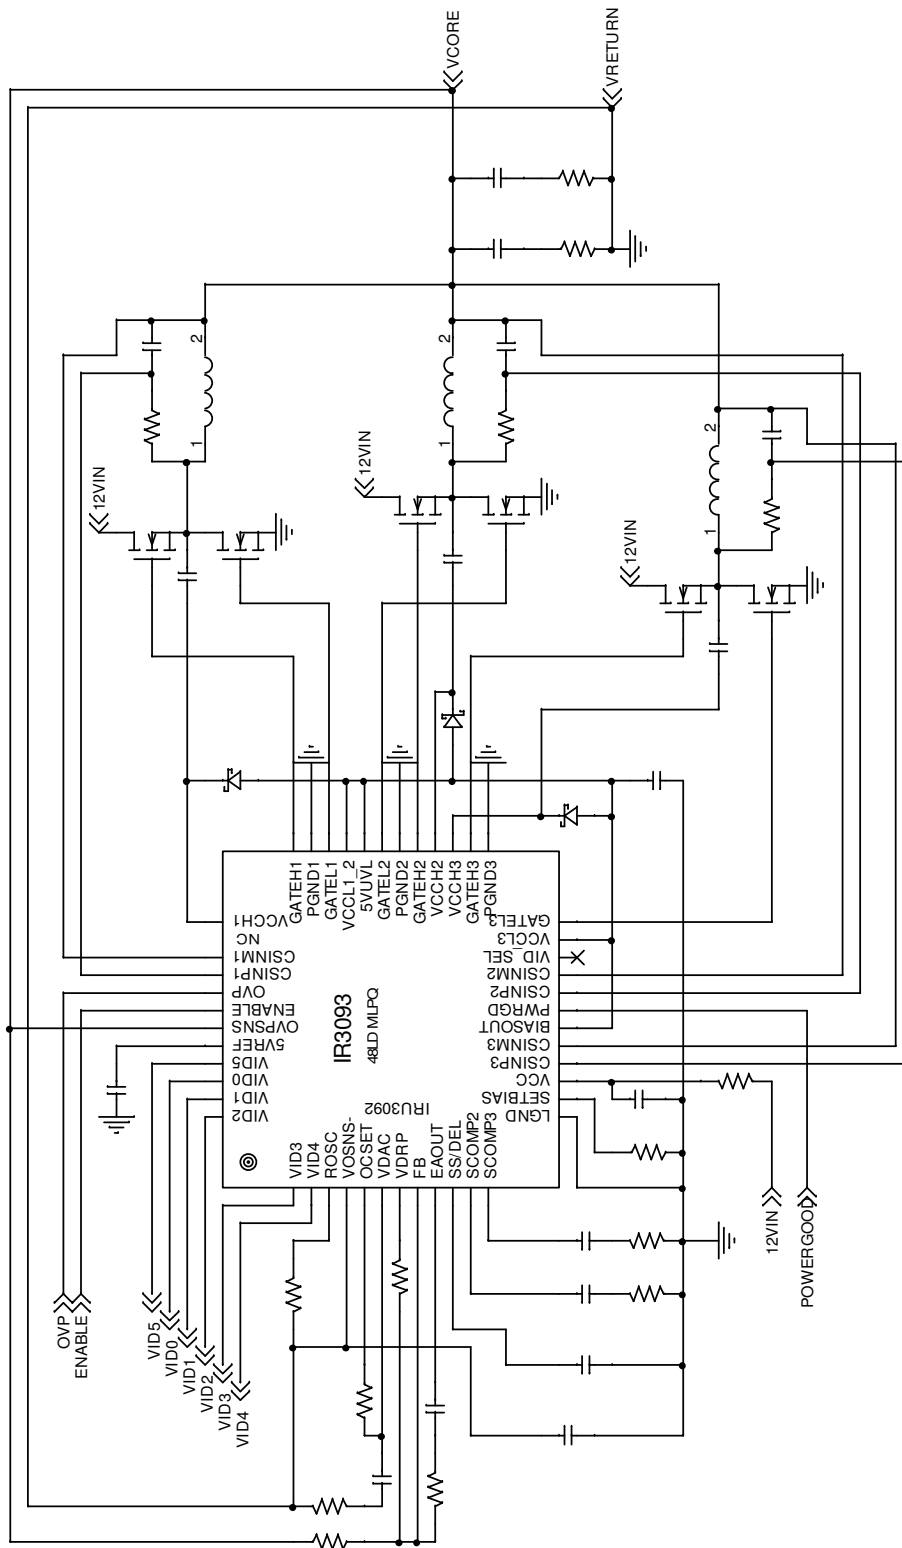 VCORE
VRETURN
2
1
12VIN
2
1
12VIN
2
1
12VIN
GATEH1
PGND1
GATEL1
VCCL1_2
5VUVL
GATEL2
PGND2
GATEH2
VCCH2
VCCH3
GATEH3
PGND3
VCCH1
NC
CSINM1
CSINP1
OVP
ENABLE
OVPSNS
5VREF
VID5
VID0
VID1
VID2
IR3093
48LD MLPQ
IRU3092
GATEL3
VCCL3
VID_SEL
CSINM2
CSINP2
PWRGD
BIASOUT
CSINM3
CSINP3
VCC
SETBIAS
LGND
VID3
VID4
ROSC
VOSNS-
OCSET
VDAC
VDRP
FB
EAOUT
SS/DEL
SCOMP2
SCOMP3
OVP
ENABLE
VID5
VID0
VID1
VID2
VID3
VID4
12VIN
POWERGOOD